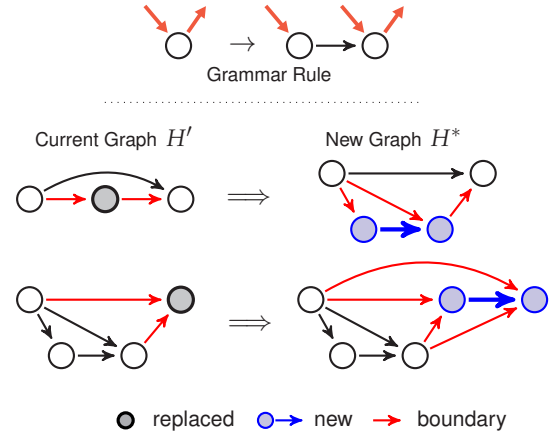 →
Grammar Rule
Current Graph H′ New Graph H*
⟹
⟹
replaced new boundary